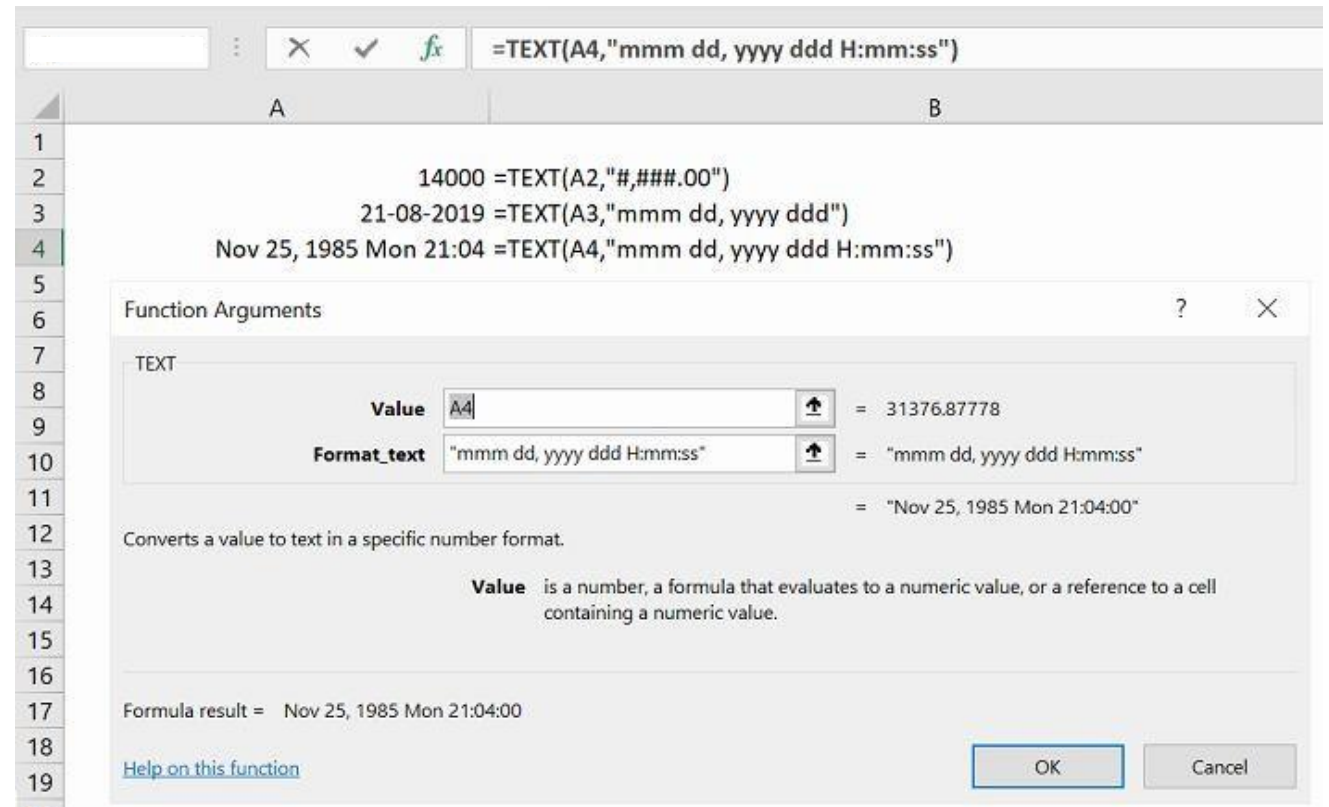 fx =TEXT(A4,"mmm dd, yyyy ddd H:mm:ss")
A B
1
2 14000 =TEXT(A2,"#,###.00")
3 21-08-2019 =TEXT(A3,"mmm dd, yyyy ddd")
4 Nov 25, 1985 Mon 21:04 =TEXT(A4,"mmm dd, yyyy ddd H:mm:ss")
5
6 Function Arguments ? ×
7 TEXT
8
9 Value A4 = 31376.87778
10 Format_text "mmm dd, yyyy ddd H:mm:ss" = "mmm dd, yyyy ddd H:mm:ss"
11 = "Nov 25, 1985 Mon 21:04:00"
12 Converts a value to text in a specific number format.
13
Value is a number, a formula that evaluates to a numeric value, or a reference to a cell
14 containing a numeric value.
15
16
17 Formula result = Nov 25, 1985 Mon 21:04:00
18
19 Help on this function OK Cancel